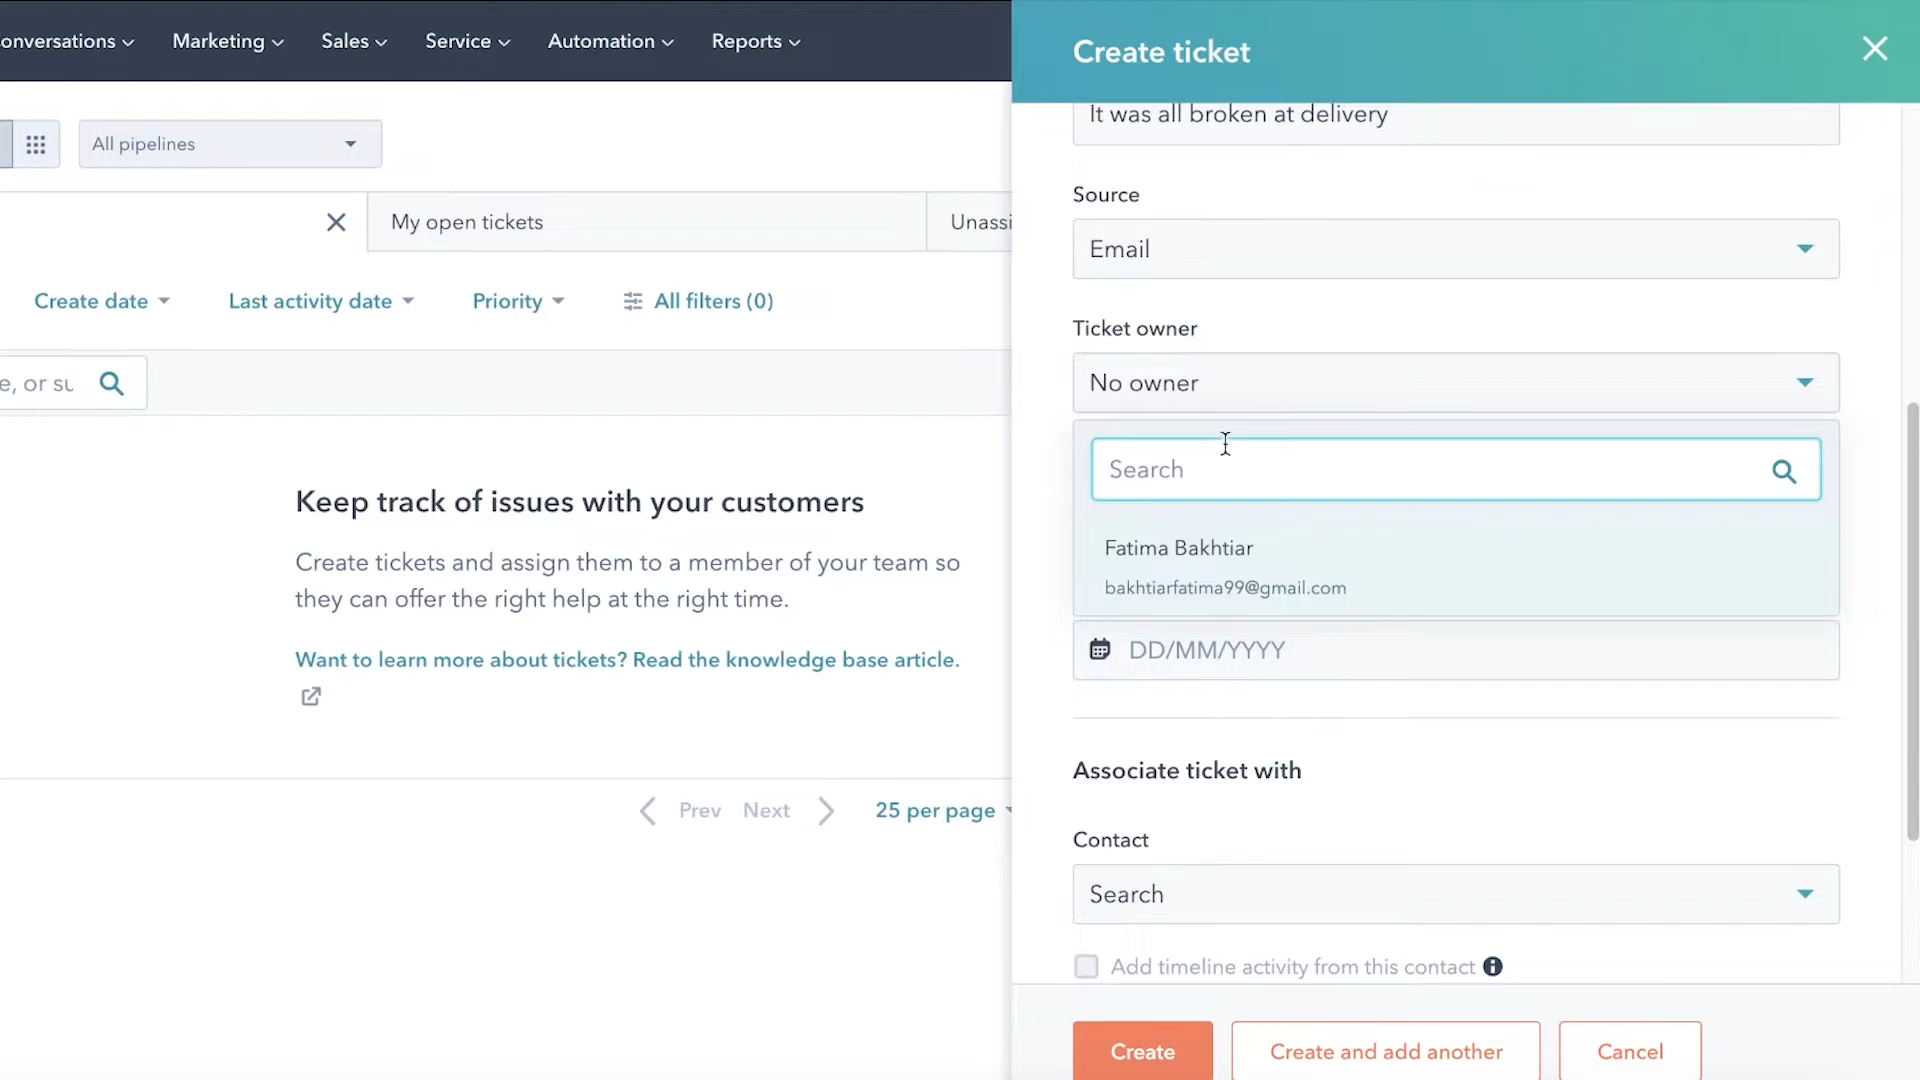 onversations
Marketing
Sales
Service
Automation
Reports
All pipelines
My open tickets
Unassi
Create date
Last activity date
Priority
All filters (0)
e, or su
Keep track of issues with your customers
Create tickets and assign them to a member of your team so
they can offer the right help at the right time.
Want to learn more about tickets? Read the knowledge base article.
Prev
Next
25 per page
Create ticket
It was all broken at delivery
Source
Email
Ticket owner
No owner
Search
Fatima Bakhtiar
bakhtiarfatima99@gmail.com
DD/MM/YYYY
Associate ticket with
Contact
Search
Add timeline activity from this contact
Create
Create and add another
Cancel